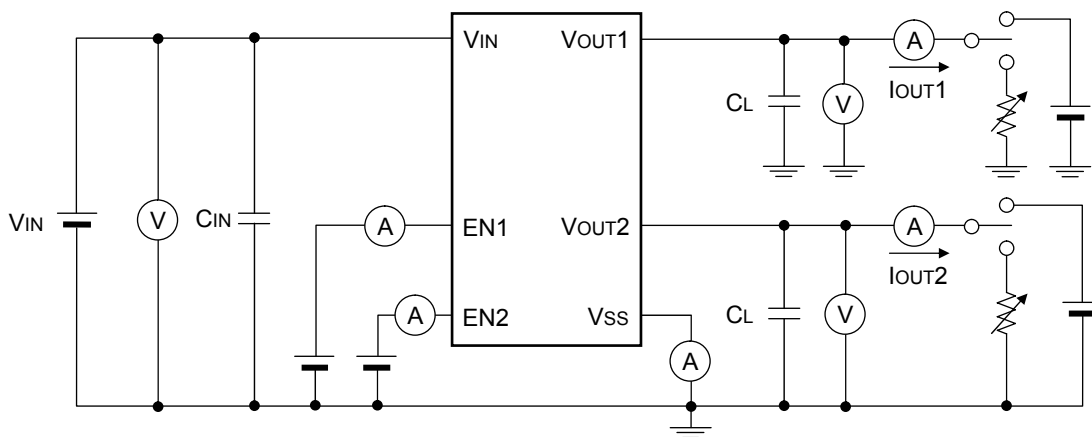 VIN VOUT1
A
IOUT1
CL V
VIN V CIN
A EN1 VOUT2 A
IOUT2
A EN2 VSS CL V
A